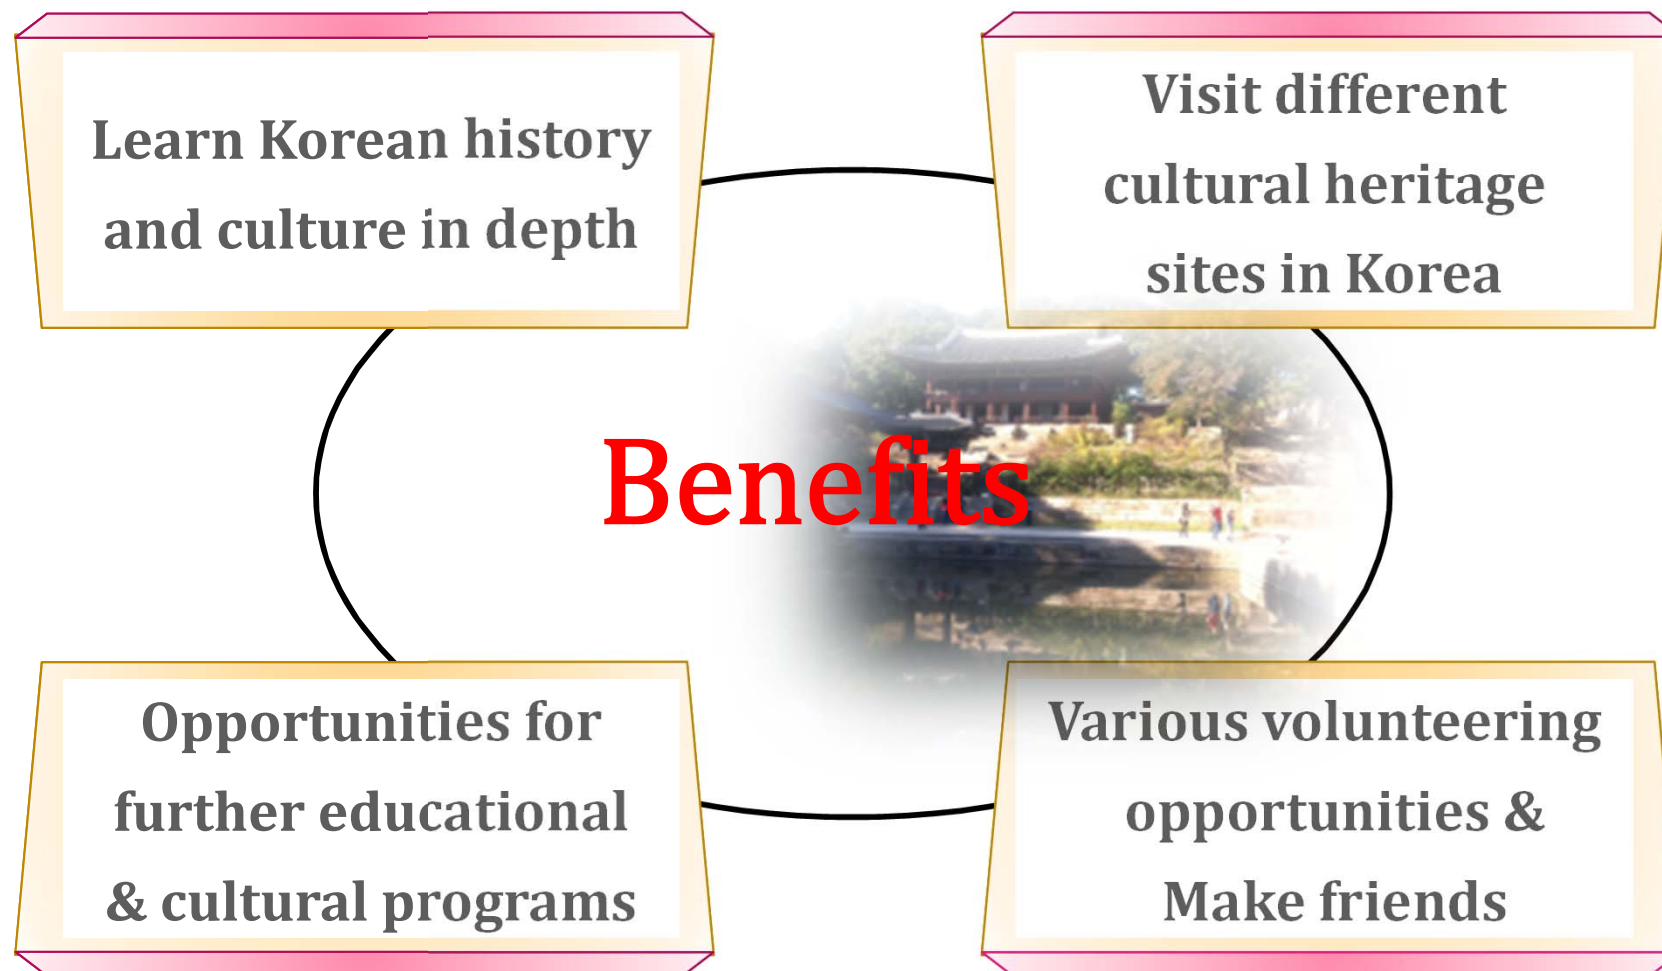 Learn Korean history
and culture in depth
Visit different
cultural heritage
sites in Korea
Benefits
Opportunities for
further educational
& cultural programs
Various volunteering
opportunities &
Make friends